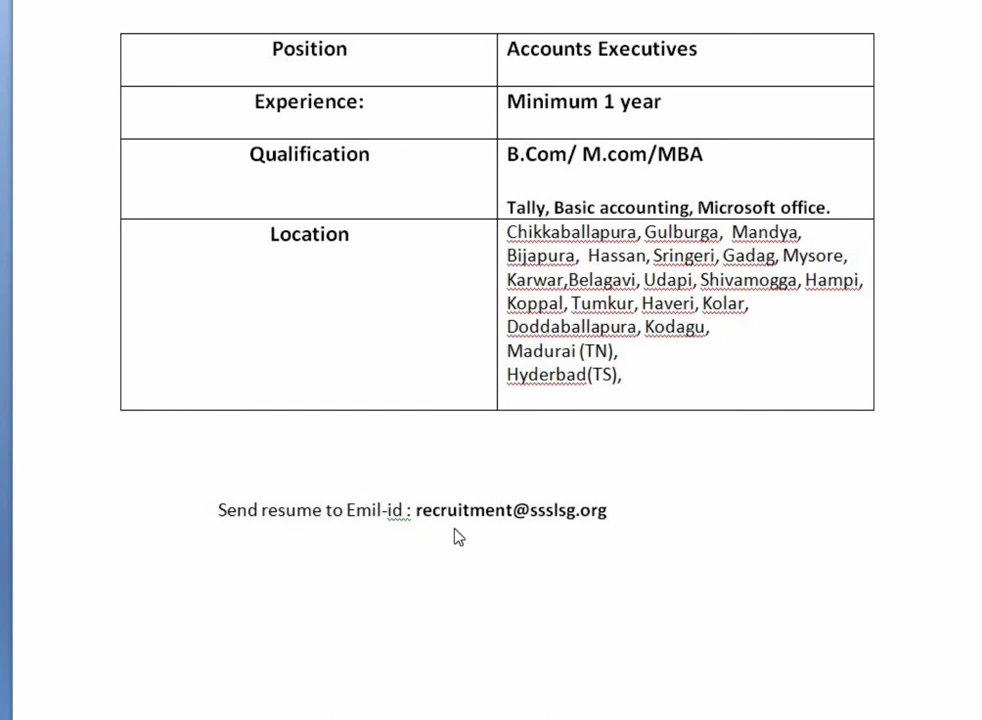 Position
Accounts Executives
Experience:
Minimum 1 year
Qualification
B.Com/ M.com/MBA
Tally, Basic accounting, Microsoft office.
Location
Chikkaballapura, Gulburga, Mandya,
Bijapura, Hassan, Sringeri, Gadag, Mysore,
Karwar,Belagavi, Udapi, Shivamogga, Hampi,
Koppal, Tumkur, Haveri, Kolar,
Doddaballapura, Kodagu,
Madurai (TN),
Hyderbad(TS),
Send resume to Emil-id : recruitment@ssslsg.org